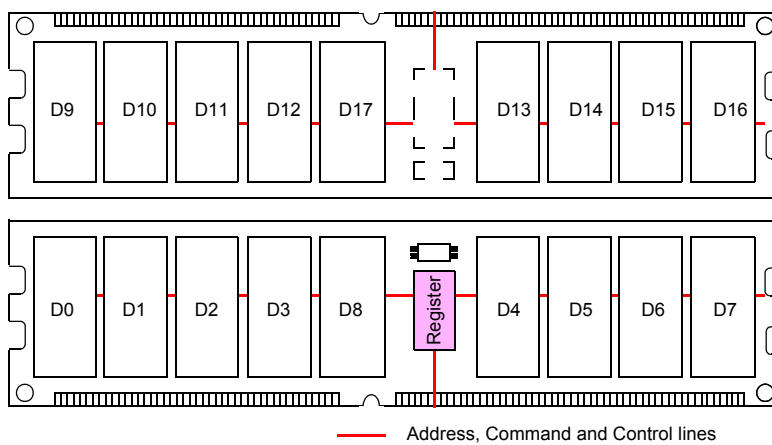 D9 D10 D11 D12 D17 D13 D14 D15 D16
D0 D1 D2 D3 D8 Register D4 D5 D6 D7
Address, Command and Control lines